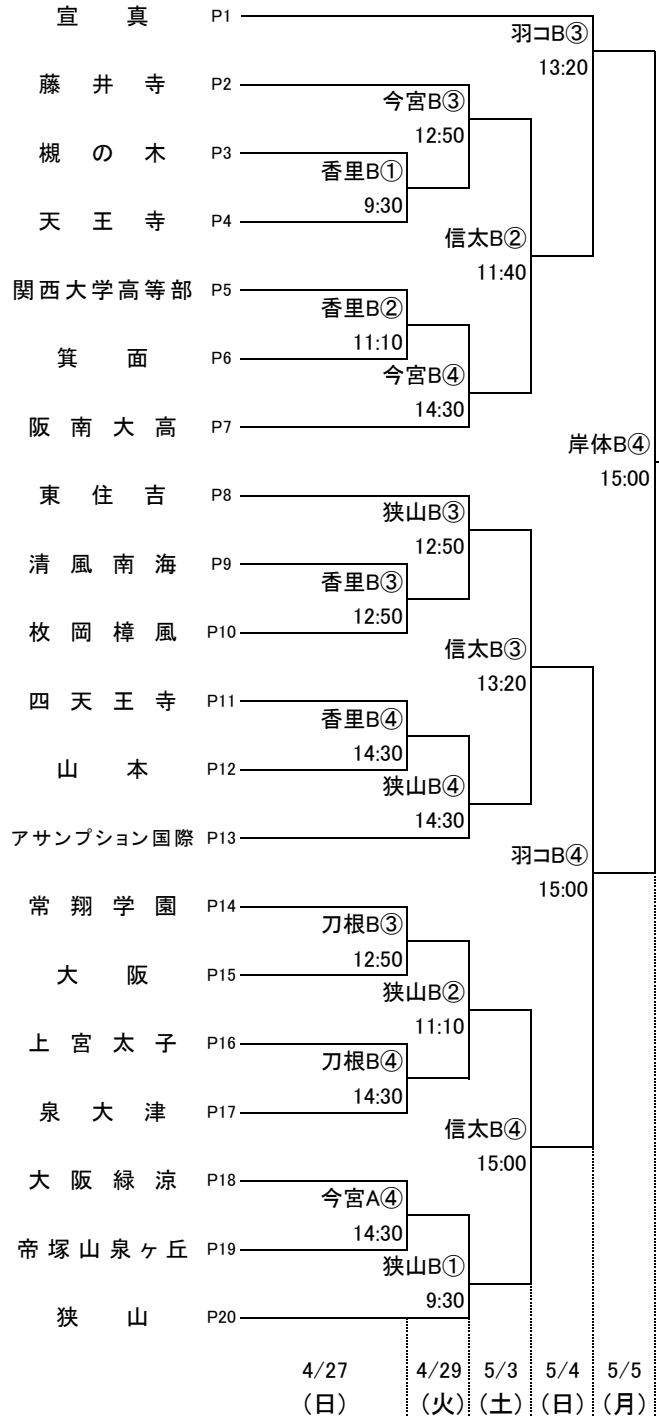 宣真 P1
羽コB③
13:20
藤井寺 P2
今宮B③
12:50
槻の木 P3
香里B①
9:30
天王寺 P4
信太B②
11:40
関西大学高等部 P5
香里B②
11:10
箕面 P6
今宮B④
14:30
阪南大高 P7
岸体B④
15:00
東住吉 P8
狭山B③
12:50
清風南海 P9
香里B③
12:50
枚岡樟風 P10
信太B③
13:20
四天王寺 P11
香里B④
14:30
山本 P12
狭山B④
14:30
アサンプション国際 P13
羽コB④
15:00
常翔学園 P14
刀根B③
12:50
大阪 P15
狭山B②
11:10
上宮太子 P16
刀根B④
14:30
泉大津 P17
信太B④
15:00
大阪緑涼 P18
今宮A④
14:30
帝塚山泉ヶ丘 P19
狭山B①
9:30
狭山 P20
4/27 4/29 5/3 5/4 5/5
（日） （火） （土） （日） （月）